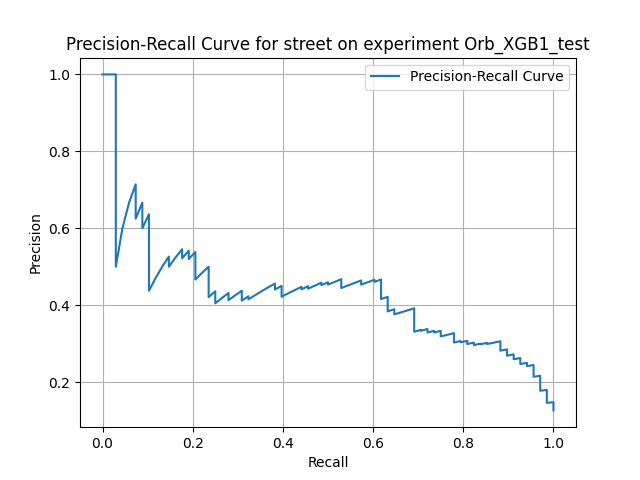 Precision-Recall Curve for street on experiment Orb_XGB1_test
Precision-Recall Curve
1.0
0.8
0.6
0.4
0.2
Precision
0.0 0.2 0.4 0.6 0.8 1.0
Recall